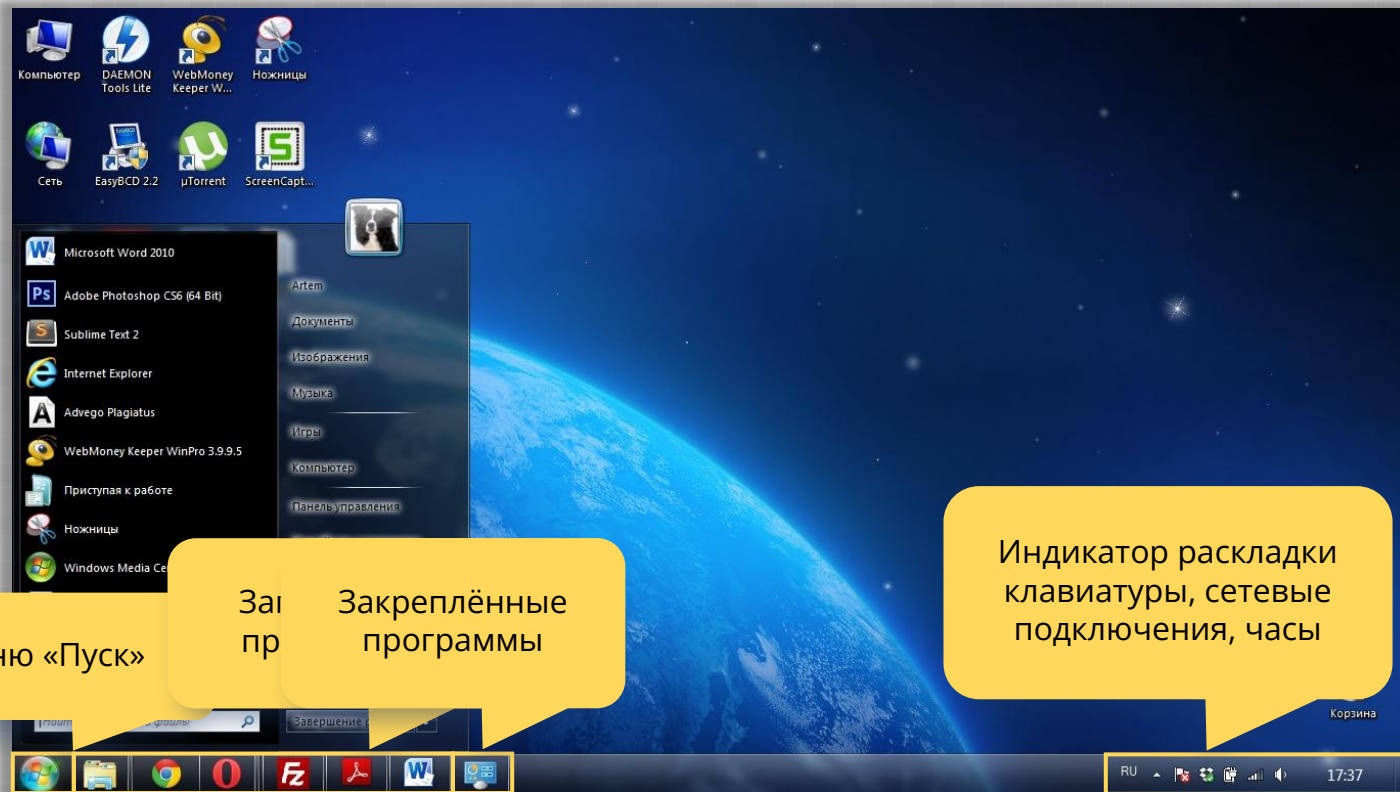 Компьютер
DAEMON
Tools Lite
WebMoney
Keeper W...
Ножницы
Сеть
EasyBCD 2.2
µTorrent
ScreenCapt...
Microsoft Word 2010
Adobe Photoshop CS6 (64 Bit)
Sublime Text 2
Internet Explorer
Advego Plagiatus
WebMoney Keeper WinPro 3.9.9.5
Приступая к работе
Ножницы
Windows Media Ce
Artem
Документы
Изображения
Музыка
Игры
Компьютер
Панель управления
ню «Пуск»
Заг
пр
Закреплённые
программы
Индикатор раскладки
клавиатуры, сетевые
подключения, часы
Корзина
Завершение р
RU
17:37